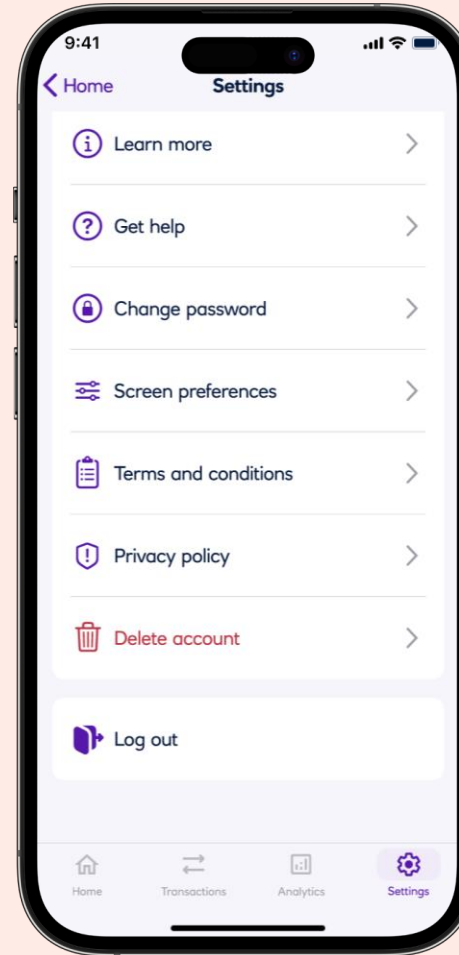 9:41
Home
Settings
Learn more
Get help
Change password
Screen preferences
Terms and conditions
Privacy policy
Delete account
Log out
Home Transactions Analytics Settings